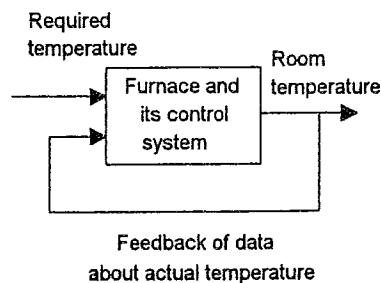 Required
temperature
Room
temperature
Furnace and
its control
system
Feedback of data
about actual temperature